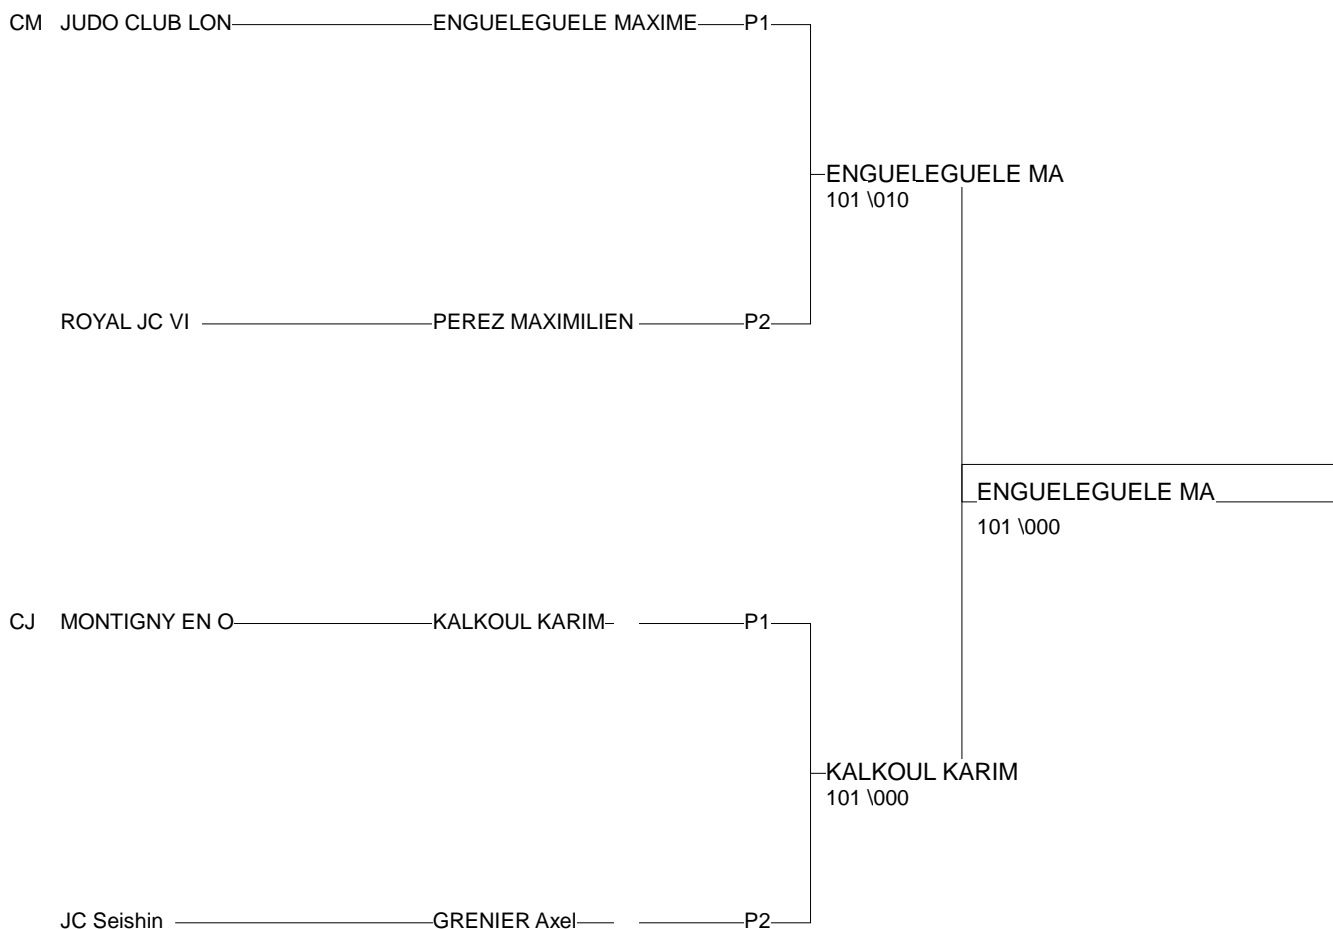 CM JUDO CLUB LON ENGUELEGUELE MAXIME P1
ENGUELEGUELE MA
101 \010
ROYAL JC VI PEREZ MAXIMILIEN P2
ENGUELEGUELE MA
101 \000
CJ MONTIGNY EN O KALKOUL KARIM P1
KALKOUL KARIM
101 \000
JC Seishin GRENIER Axel P2